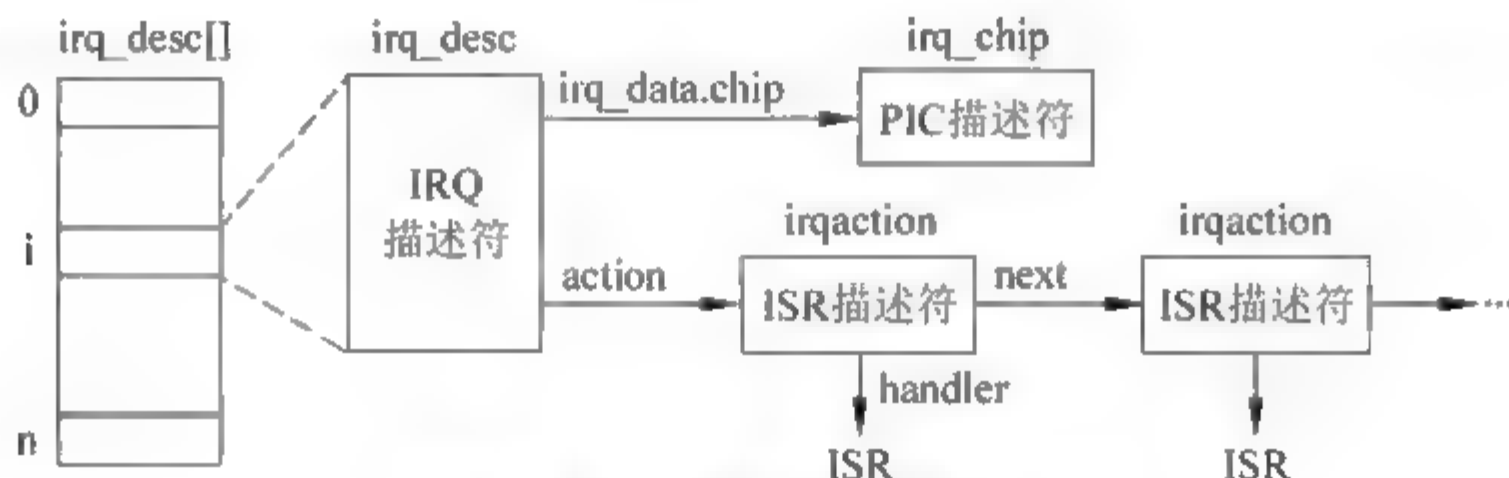 irq_desc[]
irq_desc
irq_chip
0
irq_data.chip
PIC描述符
IRQ
描述符
i
irqaction
irqaction
action
ISR描述符
next
ISR描述符
handler
n
ISR
ISR